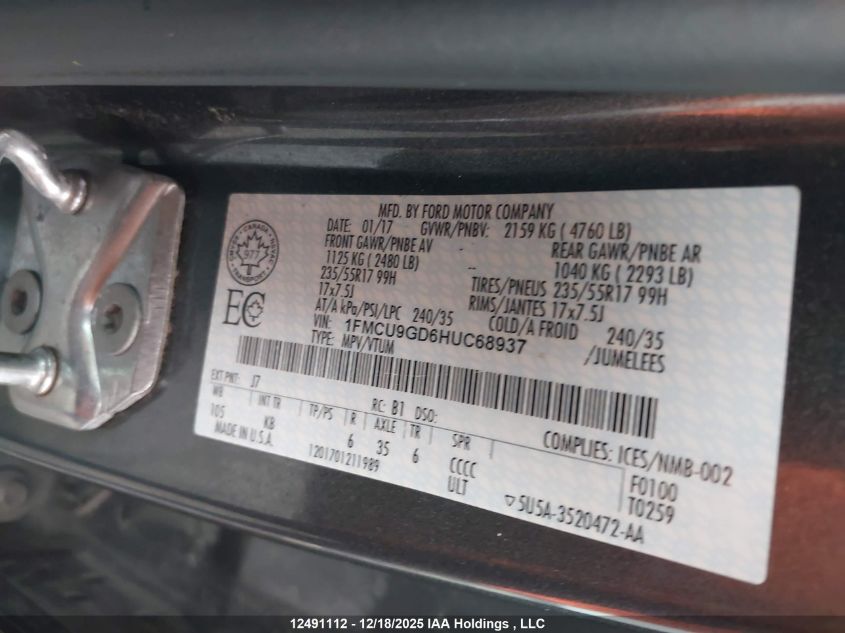 MFD. BY FORD MOTOR COMPANY
DATE: 01/17 GVWR/PNBV: 2159 KG ( 4760 LB)
FRONT GAWR/PNBE AV REAR GAWR/PNBE AR
1125 KG ( 2480 LB) 1040 KG ( 2293 LB)
235/55R17 99H TIRES/PNEUS 235/55R17 99H
17x7.5J RIMS/JANTES 17x7.5J
AT/A kPa/PSI/LPC 240/35 COLD/A FROID 240/35
VIN: 1FMCU9GD6HUC68937 /JUMELEES
TYPE: MPV/VTUM
CANADA
977
TRANSPORT
EC
EXT PNT: J7 RC: B1 DSO: COMPLIES: ICES/NMB-002
WB INT TR TP/PS R AXLE TR SPR F0100
105 KB 6 35 6 CCCC T0259
MADE IN U.S.A. ULT
1201701211989 5U5A-3520472-AA
12491112 - 12/18/2025 IAA Holdings , LLC